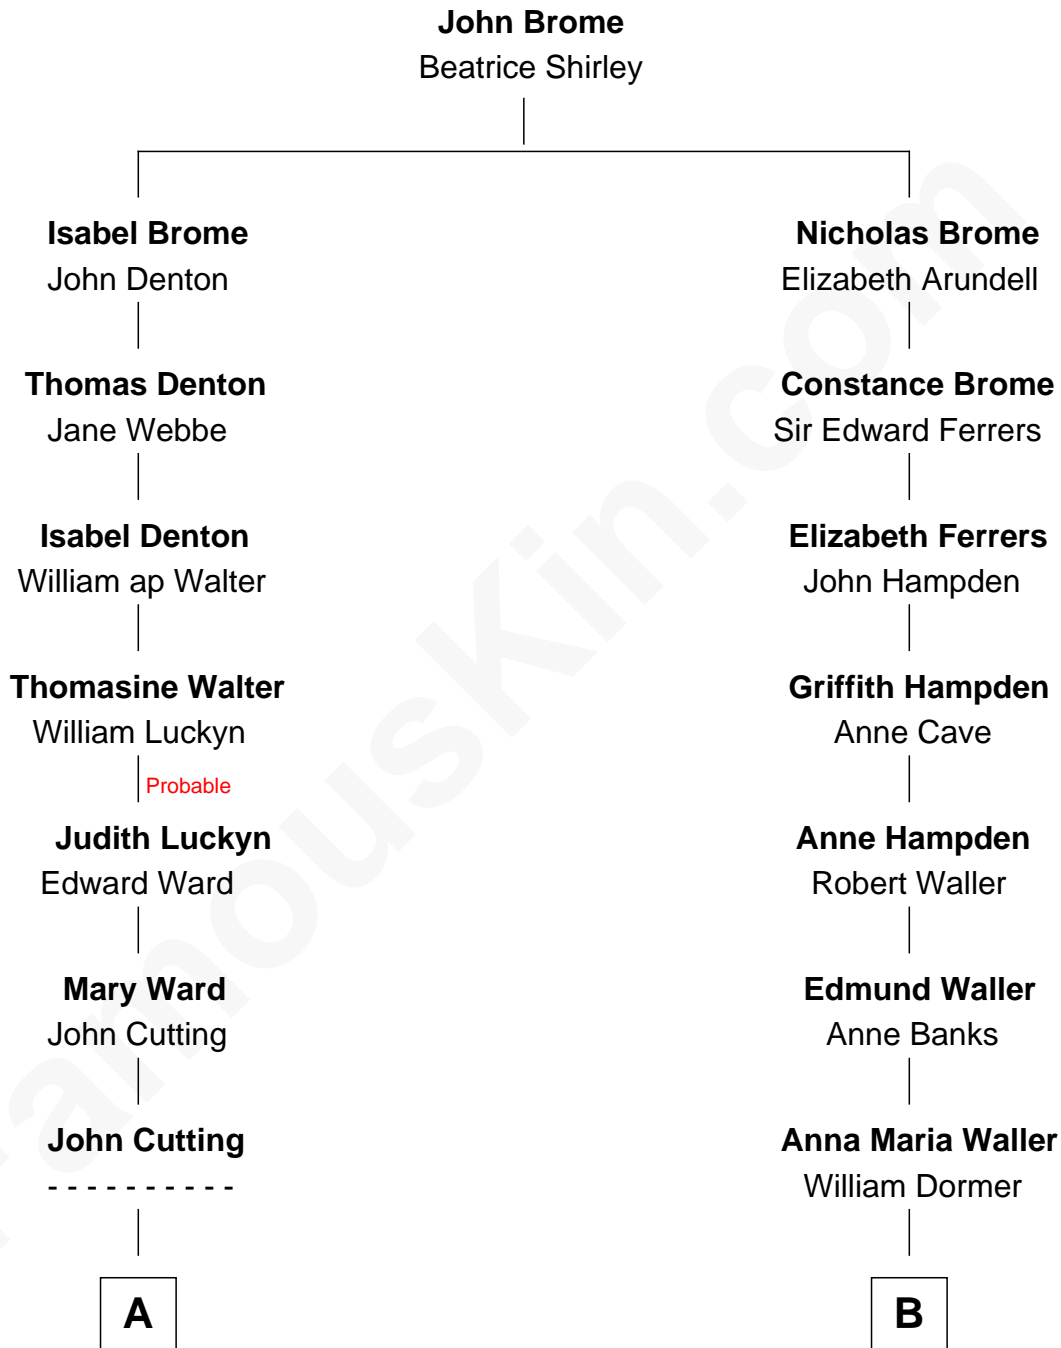 John Brome
Beatrice Shirley
Isabel Brome
John Denton
Nicholas Brome
Elizabeth Arundell
Thomas Denton
Jane Webbe
Constance Brome
Sir Edward Ferrers
Isabel Denton
William ap Walter
Elizabeth Ferrers
John Hampden
Thomasine Walter
William Luckyn
Griffith Hampden
Anne Cave
Probable
Judith Luckyn
Edward Ward
Anne Hampden
Robert Waller
Mary Ward
John Cutting
Edmund Waller
Anne Banks
John Cutting
- - - - - - - - - -
Anna Maria Waller
William Dormer
A
B
FamousKin.com